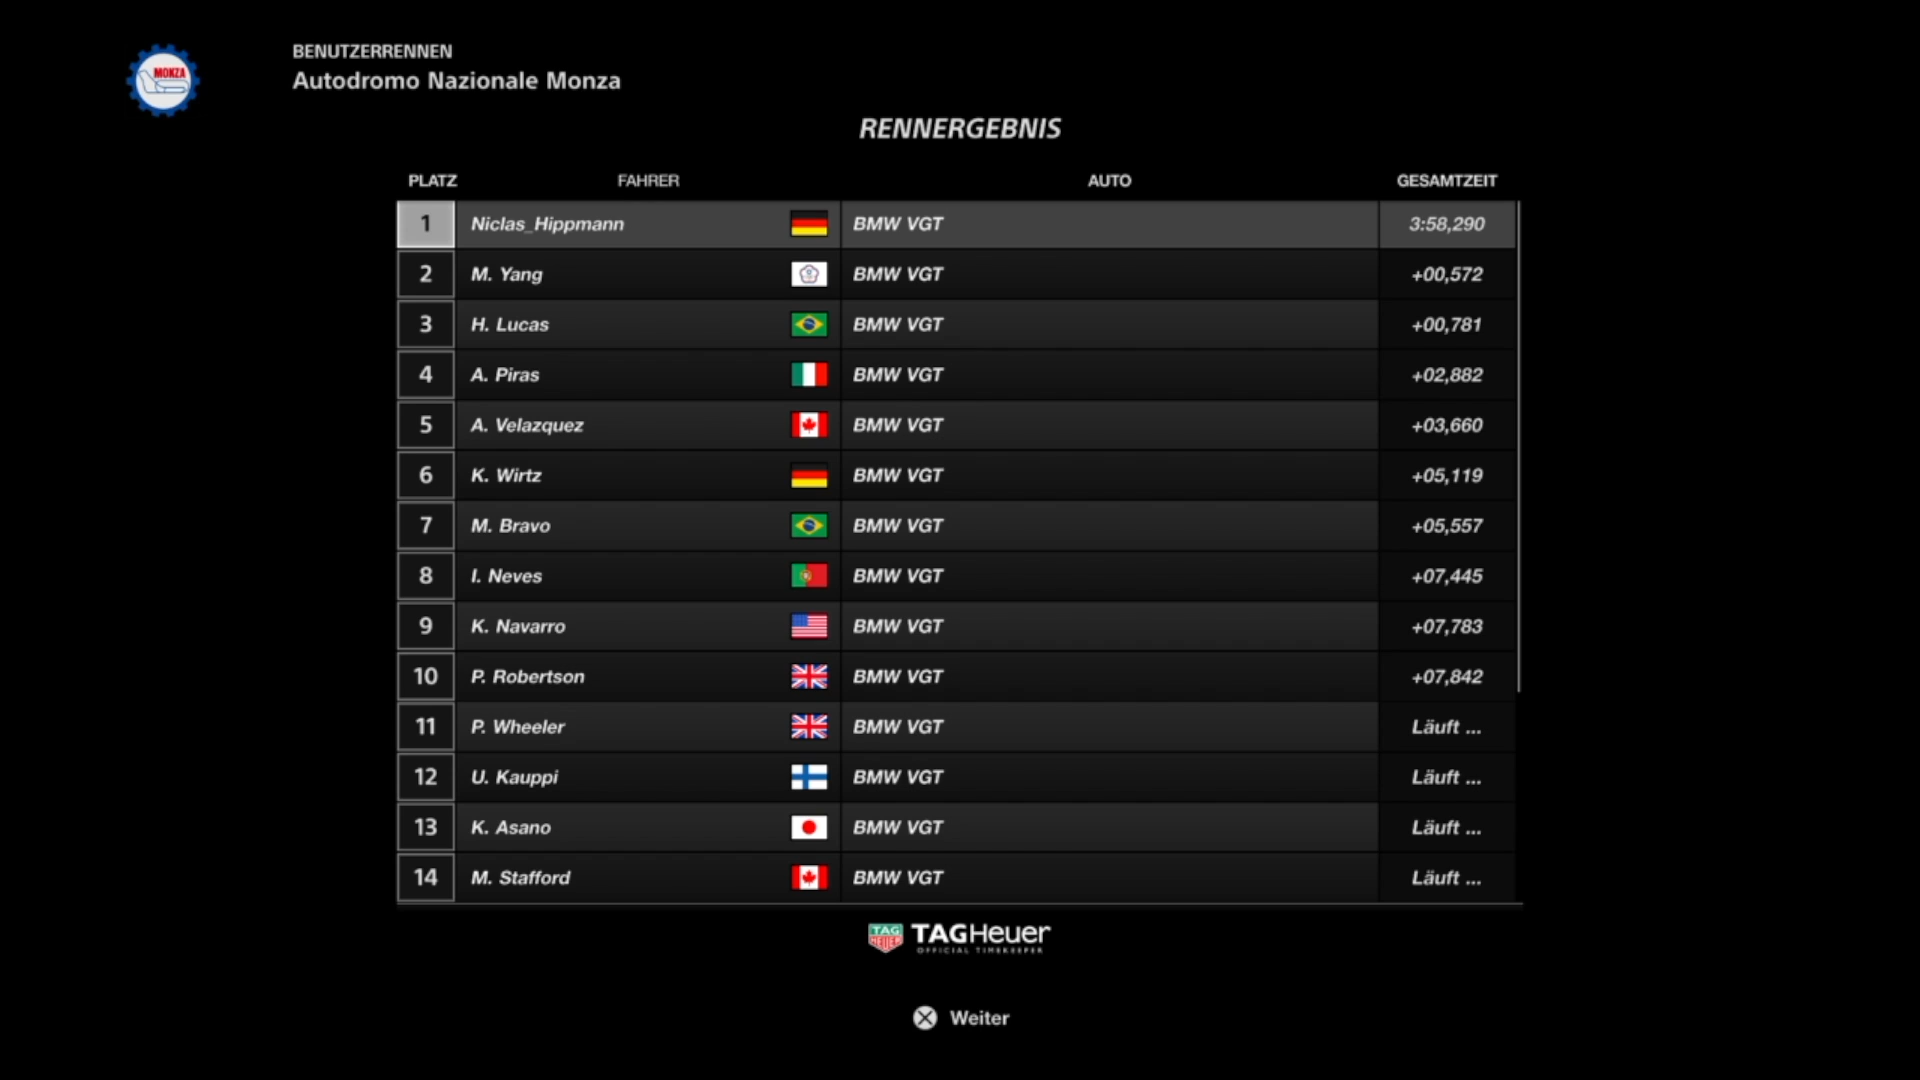 MONZA
BENUTZERRENNEN
Autodromo Nazionale Monza
RENNERGEBNIS
PLATZ FAHRER AUTO GESAMTZEIT
1 Niclas_Hippmann BMW VGT 3:58,290
2 M. Yang BMW VGT +00,572
3 H. Lucas BMW VGT +00,781
4 A. Piras BMW VGT +02,882
5 A. Velazquez BMW VGT +03,660
6 K. Wirtz BMW VGT +05,119
7 M. Bravo BMW VGT +05,557
8 I. Neves BMW VGT +07,445
9 K. Navarro BMW VGT +07,783
10 P. Robertson BMW VGT +07,842
11 P. Wheeler BMW VGT Läuft ...
12 U. Kauppi BMW VGT Läuft ...
13 K. Asano BMW VGT Läuft ...
14 M. Stafford BMW VGT Läuft ...
TAG HEUER TAGHeuer
OFFICIAL TIMEKEEPER
Weiter